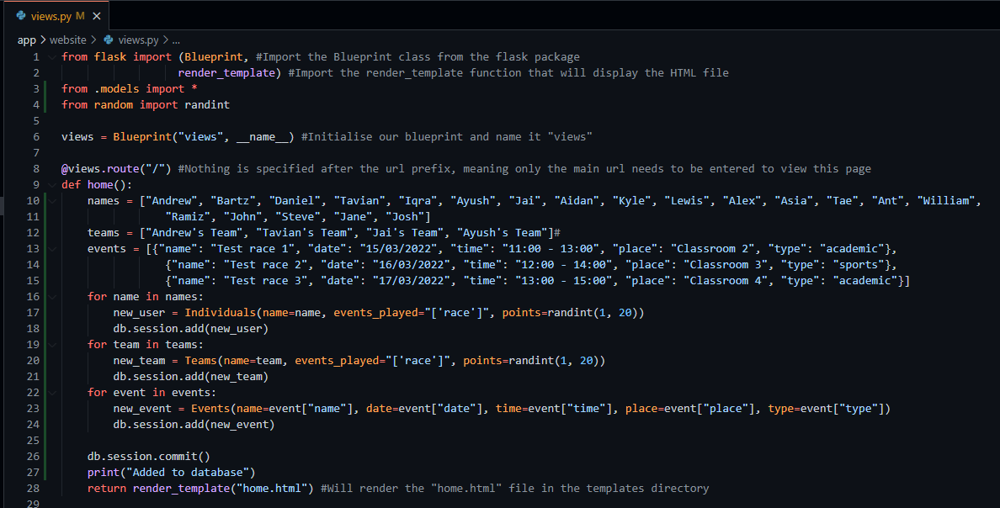 views.py M ×
app > website > views.py > ...
1 from flask import (Blueprint, #Import the Blueprint class from the flask package
2 render_template) #Import the render_template function that will display the HTML file
3 from .models import *
4 from random import randint
5
6 views = Blueprint("views", __name__) #Initialise our blueprint and name it "views"
7
8 @views.route("/") #Nothing is specified after the url prefix, meaning only the main url needs to be entered to view this page
9 def home():
10 names = ["Andrew", "Bartz", "Daniel", "Tavian", "Iqra", "Ayush", "Jai", "Aidan", "Kyle", "Lewis", "Alex", "Asia", "Tae", "Ant", "William",
11 "Ramiz", "John", "Steve", "Jane", "Josh"]
12 teams = ["Andrew's Team", "Tavian's Team", "Jai's Team", "Ayush's Team"]#
13 events = [{"name": "Test race 1", "date": "15/03/2022", "time": "11:00 - 13:00", "place": "Classroom 2", "type": "academic"},
14 {"name": "Test race 2", "date": "16/03/2022", "time": "12:00 - 14:00", "place": "Classroom 3", "type": "sports"},
15 {"name": "Test race 3", "date": "17/03/2022", "time": "13:00 - 15:00", "place": "Classroom 4", "type": "academic"}]
16 for name in names:
17 new_user = Individuals(name=name, events_played="['race']", points=randint(1, 20))
18 db.session.add(new_user)
19 for team in teams:
20 new_team = Teams(name=team, events_played="['race']", points=randint(1, 20))
21 db.session.add(new_team)
22 for event in events:
23 new_event = Events(name=event["name"], date=event["date"], time=event["time"], place=event["place"], type=event["type"])
24 db.session.add(new_event)
25
26 db.session.commit()
27 print("Added to database")
28 return render_template("home.html") #Will render the "home.html" file in the templates directory
29